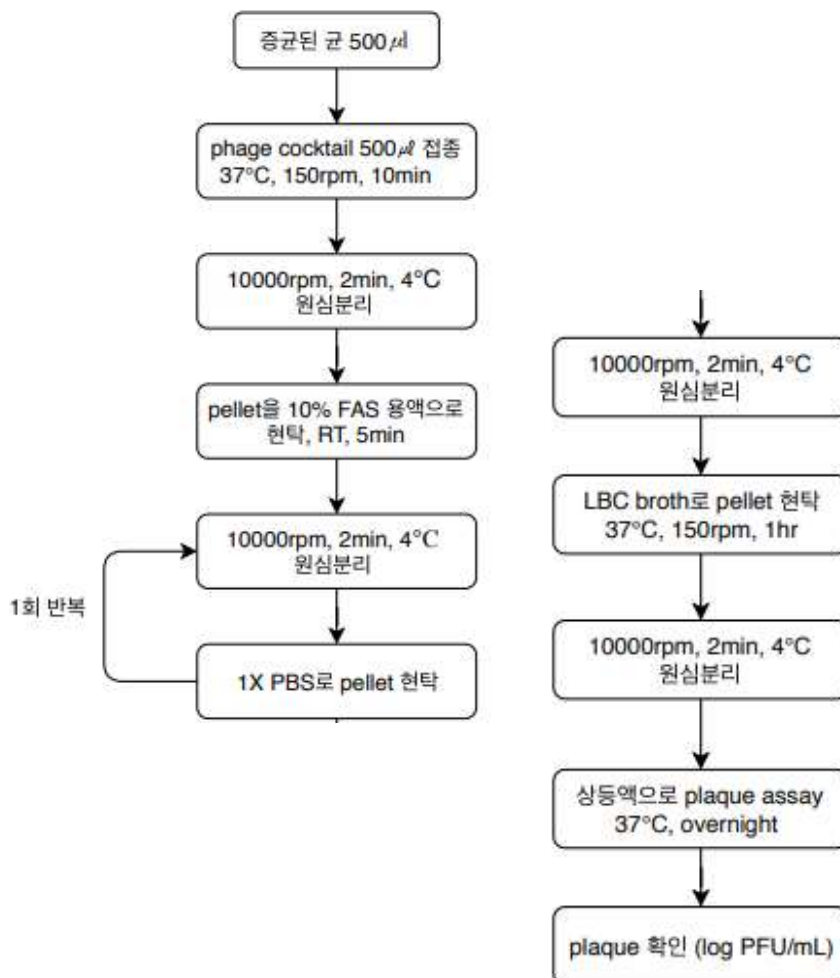 증균된 균 500㎕
phage cocktail 500㎕ 접종
37°C, 150rpm, 10min
10000rpm, 2min, 4℃
원심분리
pellet을 10% FAS 용액으로
현탁, RT, 5min
10000rpm, 2min, 4℃
원심분리
1회 반복
1X PBS로 pellet 현탁
10000rpm, 2min, 4°C
원심분리
LBC broth로 pellet 현탁
37°C, 150rpm, 1hr
10000rpm, 2min, 4°C
원심분리
상등액으로 plaque assay
37°C, overnight
plaque 확인 (log PFU/mL)